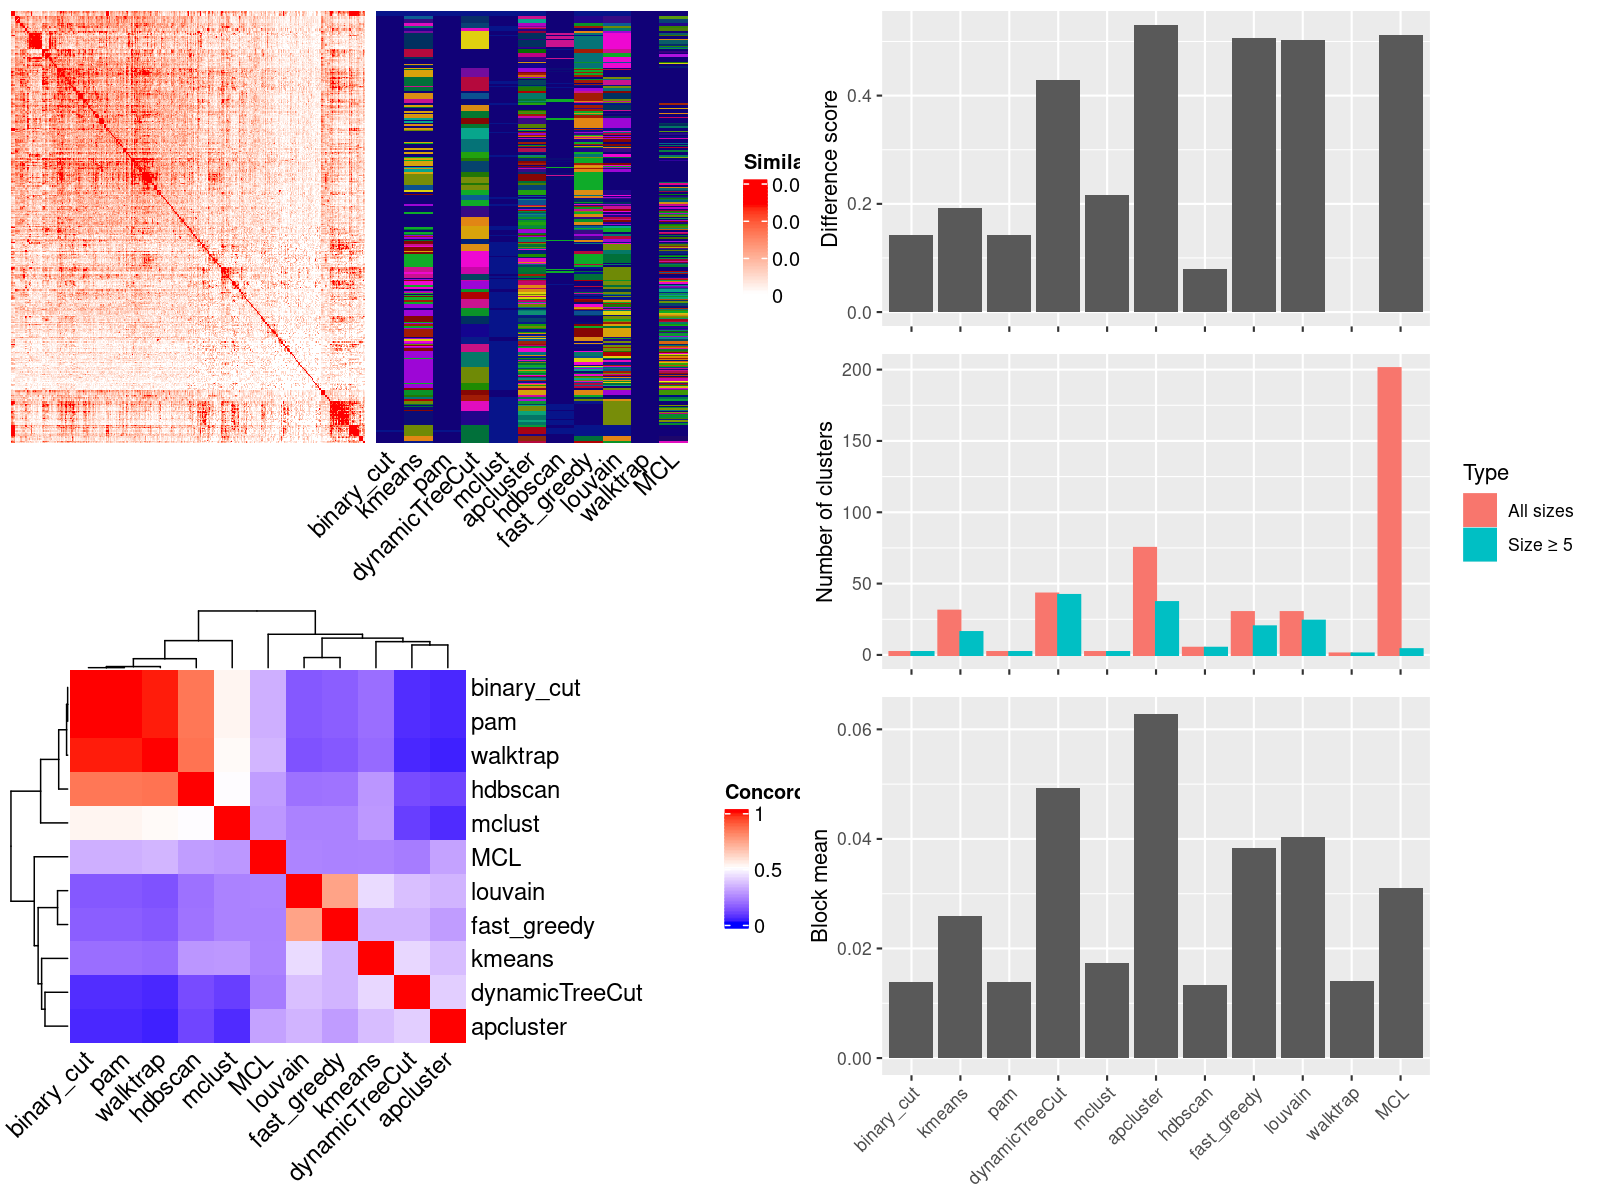 Simila
0.0
0.0
0.0
0
binary_cut
kmeans
pam
dynamicTreeCut
mclust
apcluster
hdbscan
fast_greedy
louvain
walktrap
MCL
binary_cut
pam
walktrap
hdbscan
mclust
MCL
louvain
fast_greedy
kmeans
dynamicTreeCut
apcluster
Concord
1
0.5
0
binary_cut
pam
walktrap
hdbscan
mclust
MCL
louvain
fast_greedy
kmeans
dynamicTreeCut
apcluster
Difference score
0.4
0.2
0.0
Number of clusters
200
150
100
50
0
Type
All sizes
Size ≥ 5
Block mean
0.06
0.04
0.02
0.00
binary_cut
kmeans
pam
dynamicTreeCut
mclust
apcluster
hdbscan
fast_greedy
louvain
walktrap
MCL